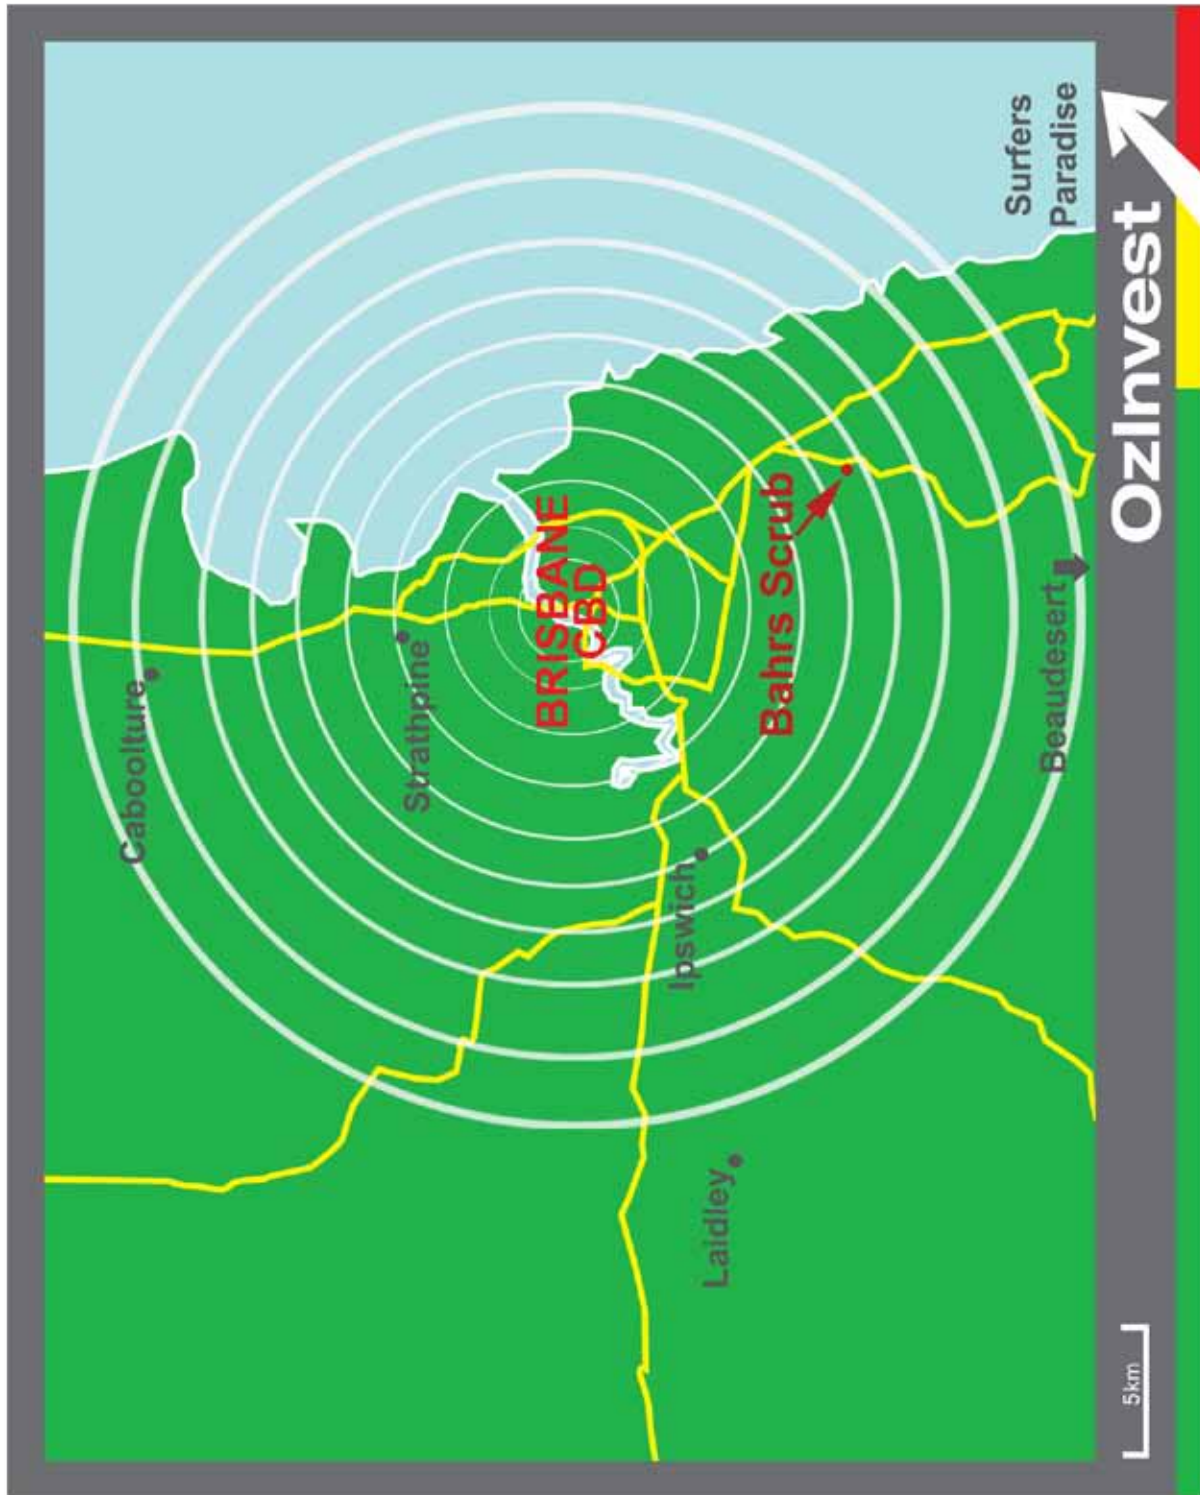 Caboolture
Strathpine
BRISBANE
CBD
Ipswich
Laidley
Bahrs Scrub
Beaudesert
Surfers
Paradise
OzInvest
5km